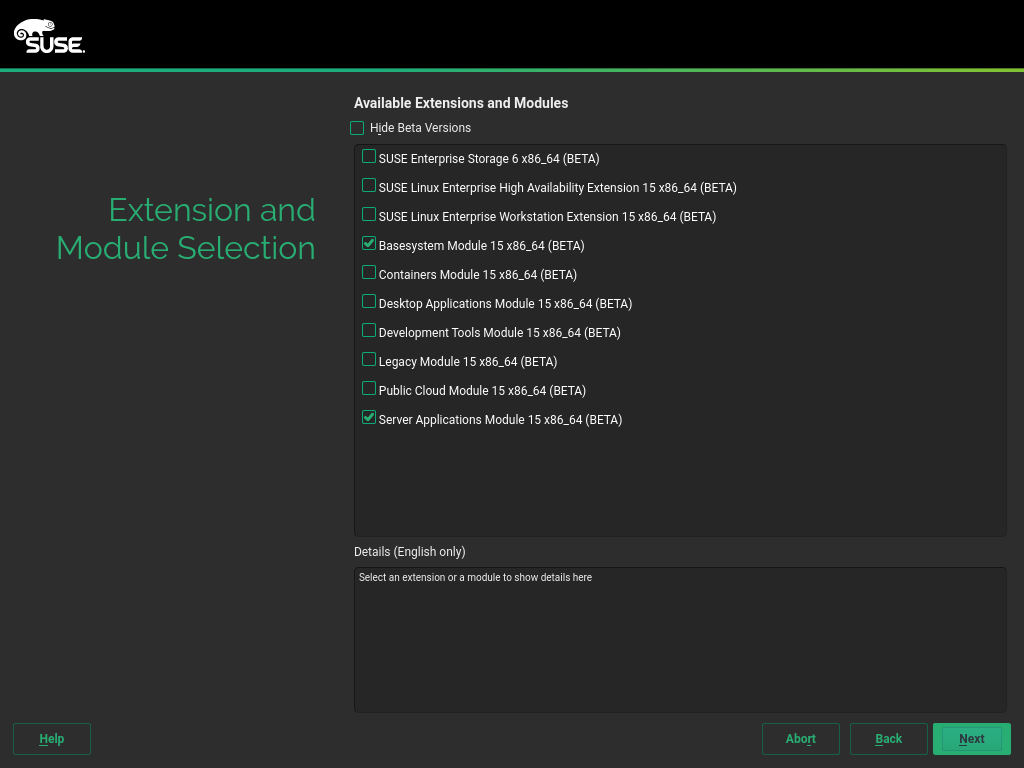 SUSE.
Extension and
Module Selection
Available Extensions and Modules
Hide Beta Versions
SUSE Enterprise Storage 6 x86_64 (BETA)
SUSE Linux Enterprise High Availability Extension 15 x86_64 (BETA)
SUSE Linux Enterprise Workstation Extension 15 x86_64 (BETA)
Basesystem Module 15 x86_64 (BETA)
Containers Module 15 x86_64 (BETA)
Desktop Applications Module 15 x86_64 (BETA)
Development Tools Module 15 x86_64 (BETA)
Legacy Module 15 x86_64 (BETA)
Public Cloud Module 15 x86_64 (BETA)
Server Applications Module 15 x86_64 (BETA)
Details (English only)
Select an extension or a module to show details here
Help
Abort
Back
Next